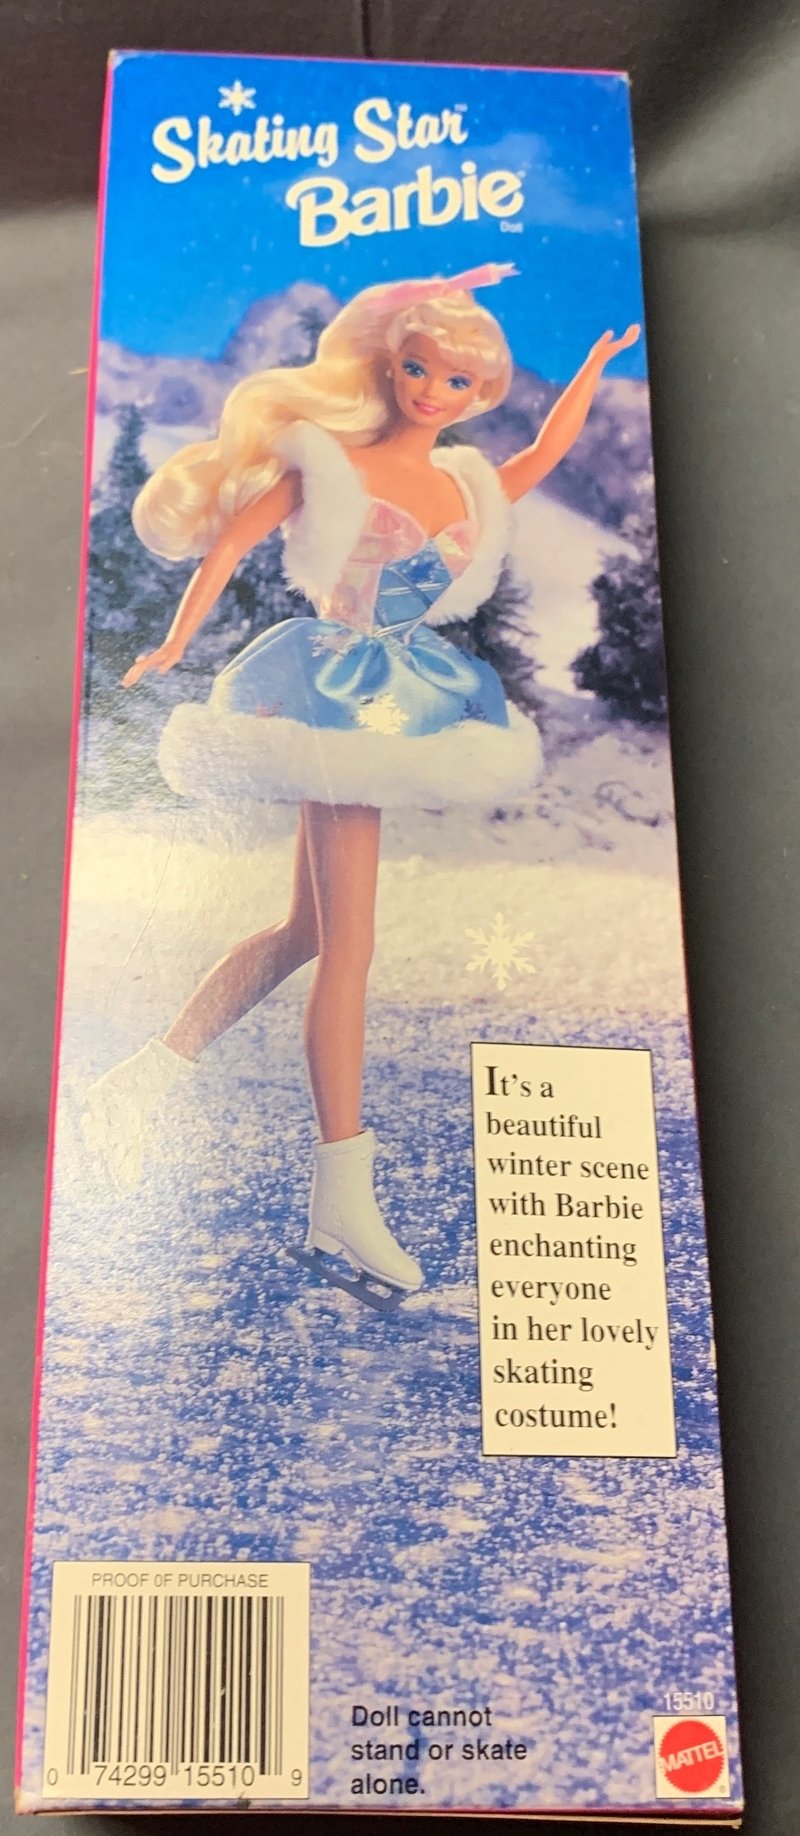 Skating Star™
Barbie®
Doll
It's a
beautiful
winter scene
with Barbie
enchanting
everyone
in her lovely
skating
costume!
PROOF OF PURCHASE
0 74299 15510 9
Doll cannot
stand or skate
alone.
15510
MATTEL
®